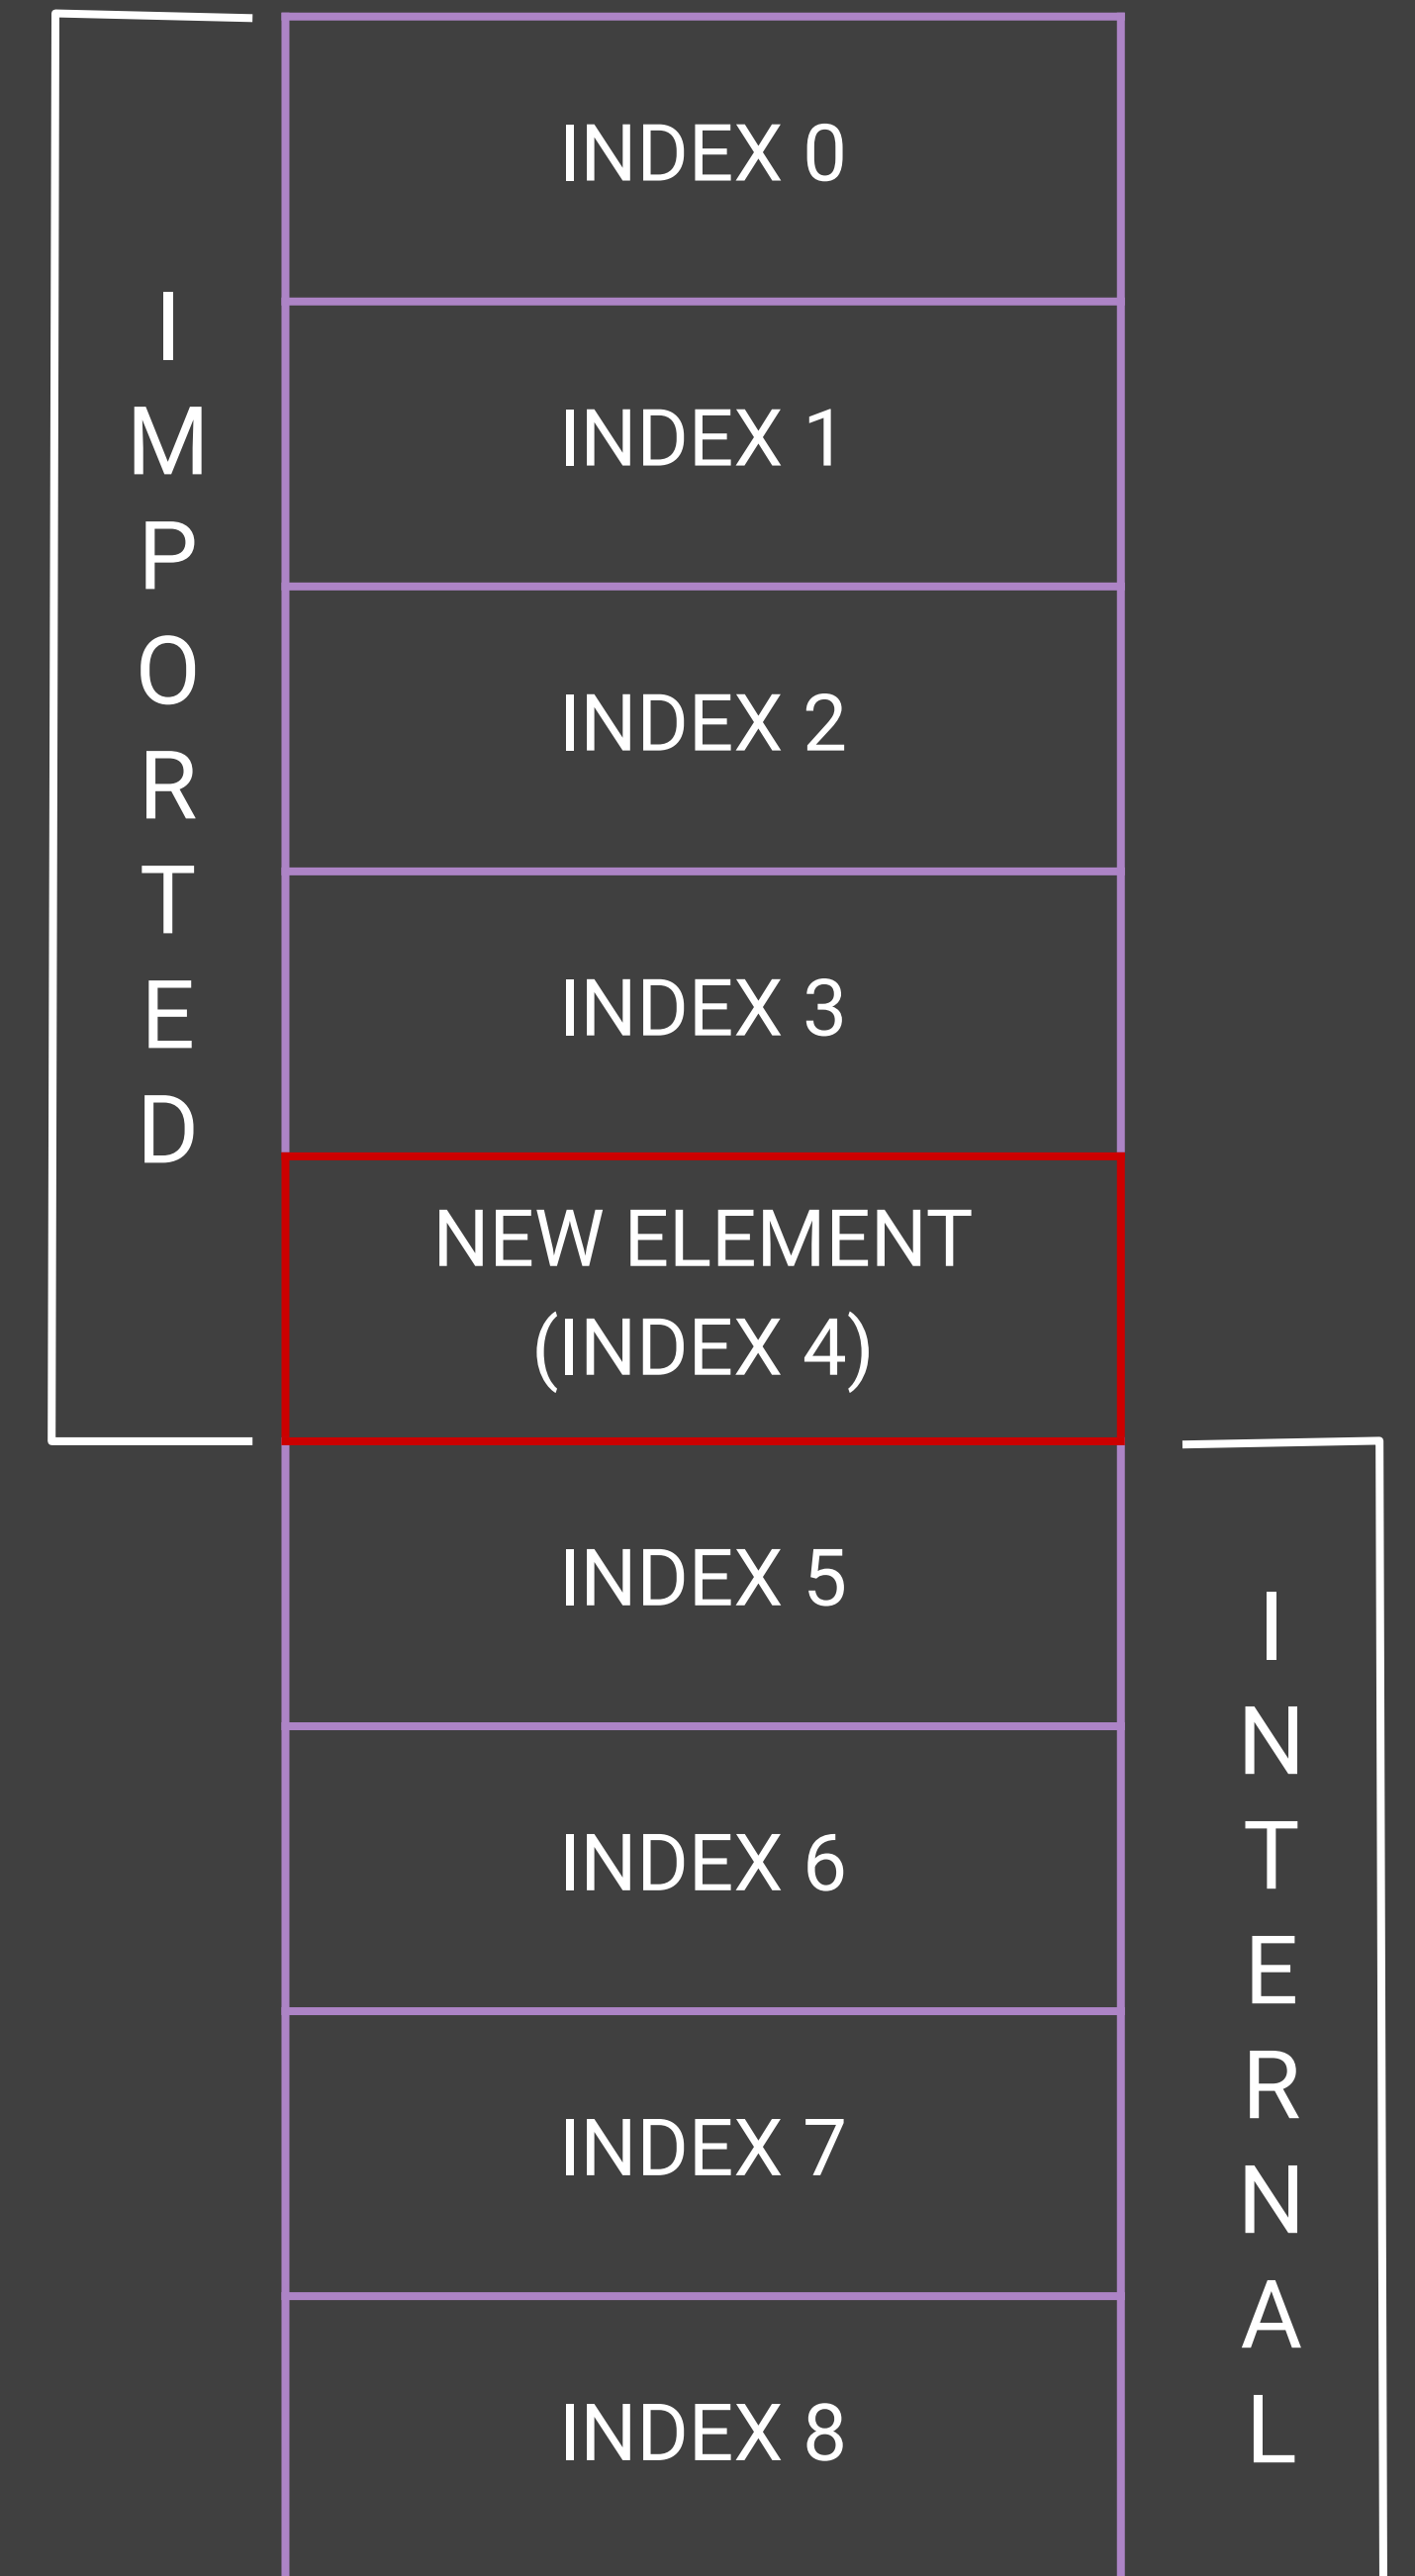 IMPORTED
INDEX 0
INDEX 1
INDEX 2
INDEX 3
NEW ELEMENT
(INDEX 4)
INDEX 5
INDEX 6
INDEX 7
INDEX 8
INTERNAL